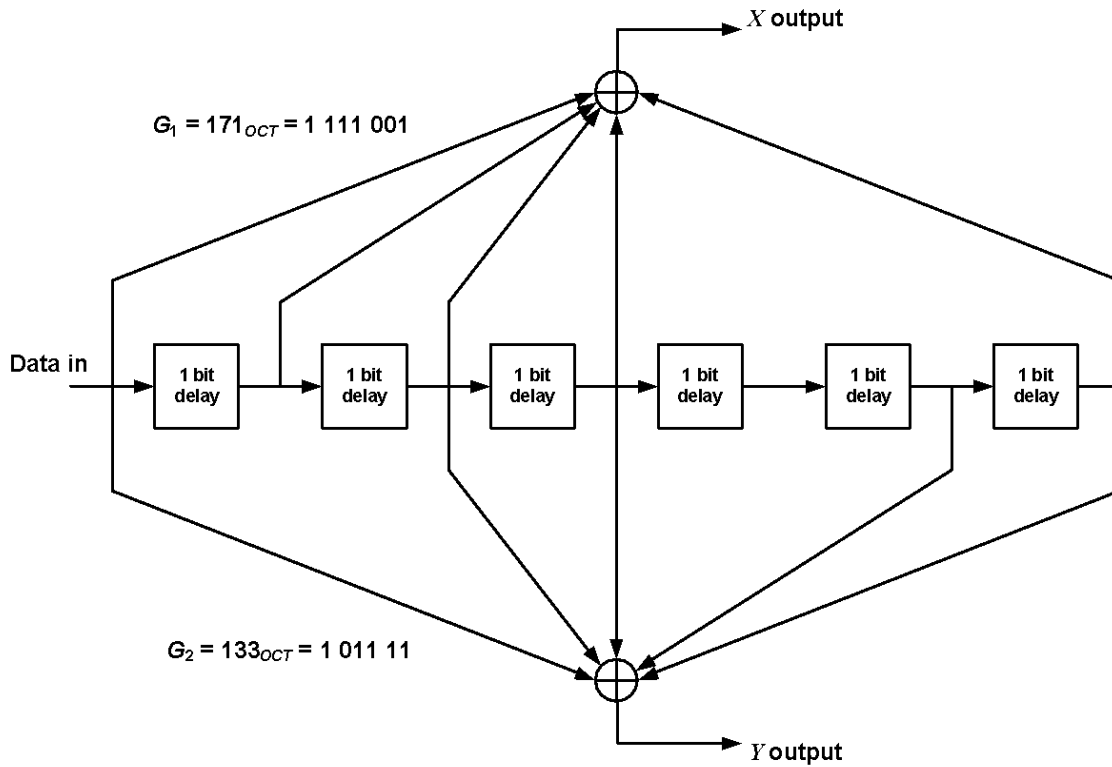 X output
G1 = 171OCT = 1 111 001
Data in
1 bit
delay
1 bit
delay
1 bit
delay
1 bit
delay
1 bit
delay
1 bit
delay
G2 = 133OCT = 1 011 11
Y output